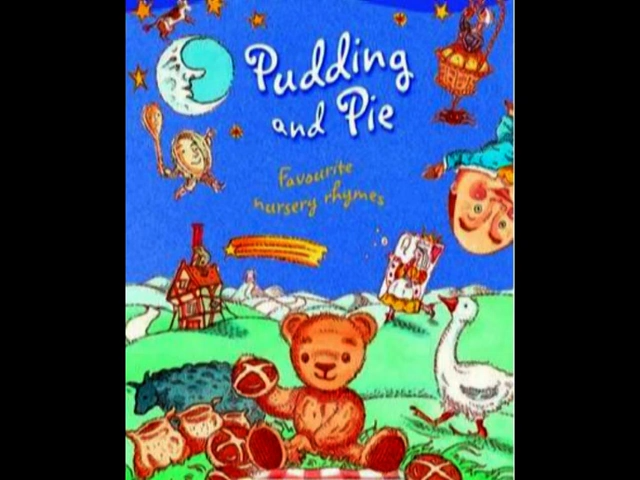 Pudding
and Pie
Favourite
nursery rhymes